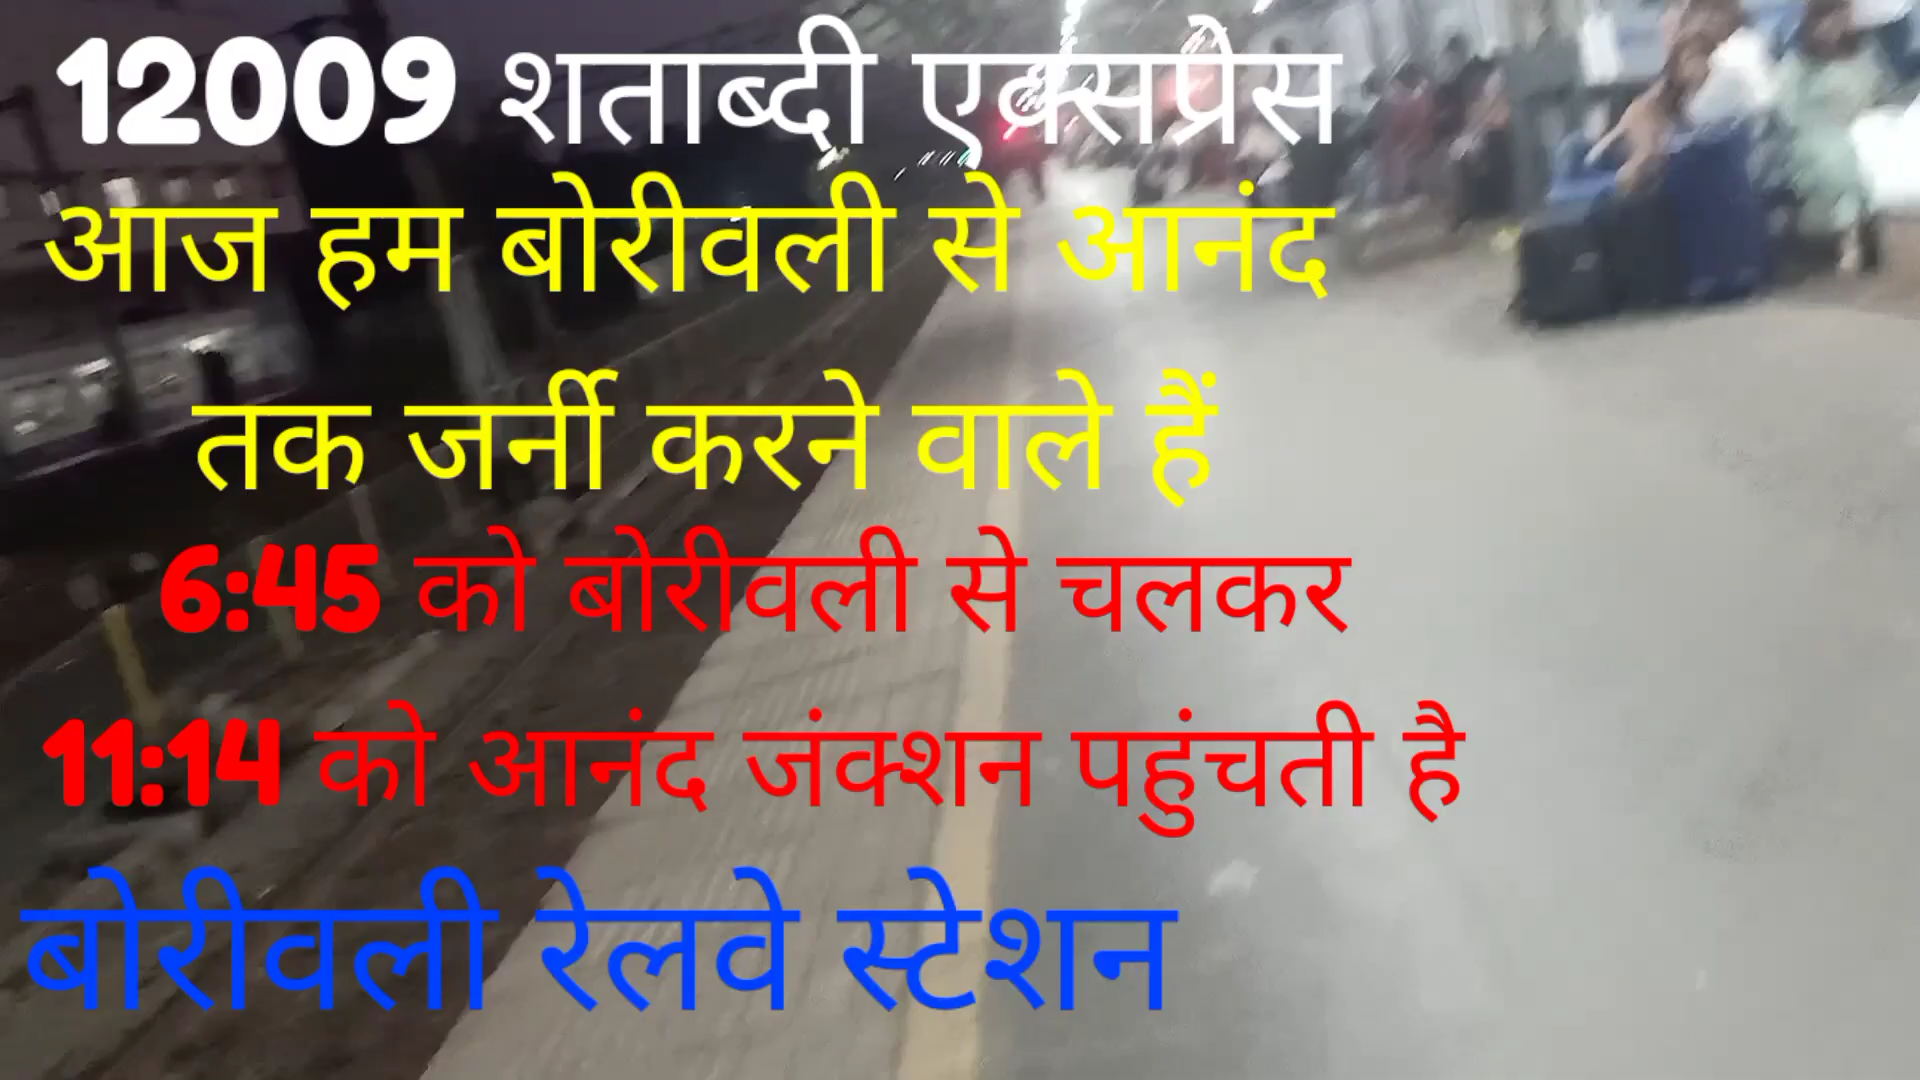 12009 शताब्दी एक्सप्रेस
आज हम बोरीवली से आनंद
तक जर्नी करने वाले हैं
6:45 को बोरीवली से चलकर
11:14 को आनंद जंक्शन पहुंचती है
बोरीवली रेलवे स्टेशन